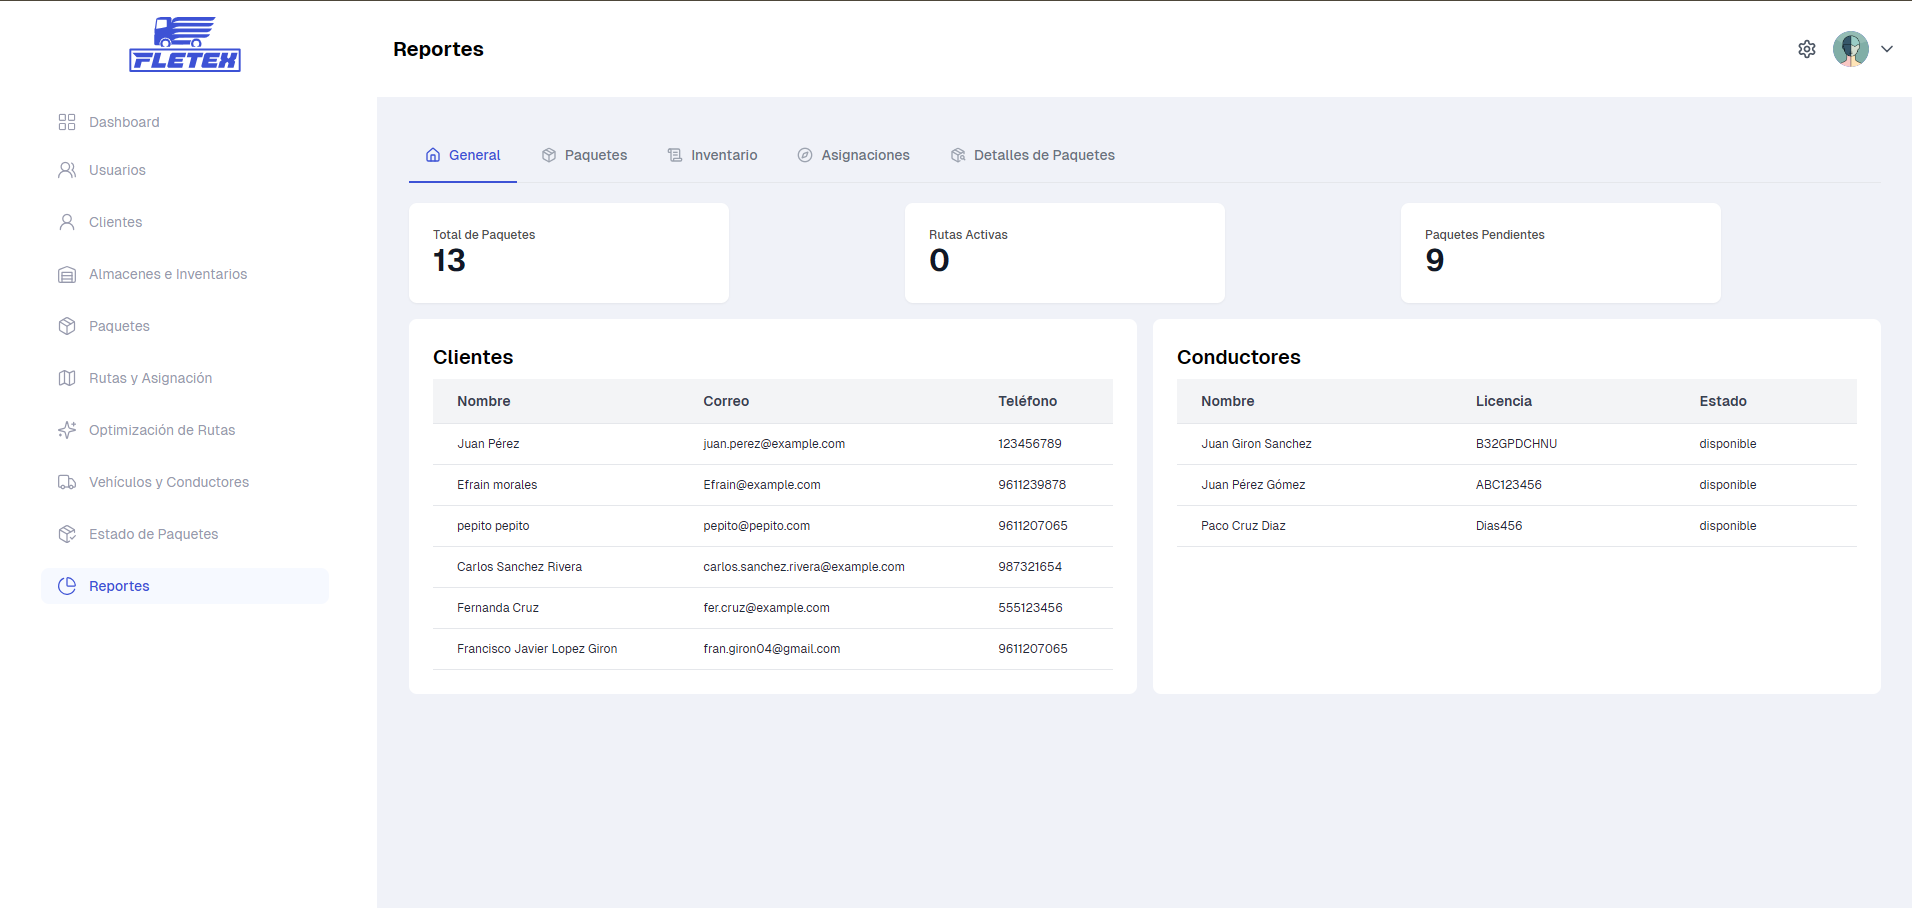 FLETEX
Reportes
Dashboard
Usuarios
Clientes
Almacenes e Inventarios
Paquetes
Rutas y Asignación
Optimización de Rutas
Vehículos y Conductores
Estado de Paquetes
Reportes
General Paquetes Inventario Asignaciones Detalles de Paquetes
Total de Paquetes
13
Rutas Activas
0
Paquetes Pendientes
9
Clientes
Nombre Correo Teléfono
Juan Pérez juan.perez@example.com 123456789
Efrain morales Efrain@example.com 9611239878
pepito pepito pepito@pepito.com 9611207065
Carlos Sanchez Rivera carlos.sanchez.rivera@example.com 987321654
Fernanda Cruz fer.cruz@example.com 555123456
Francisco Javier Lopez Giron fran.giron04@gmail.com 9611207065
Conductores
Nombre Licencia Estado
Juan Giron Sanchez B32GPDCHNU disponible
Juan Pérez Gómez ABC123456 disponible
Paco Cruz Diaz Dias456 disponible